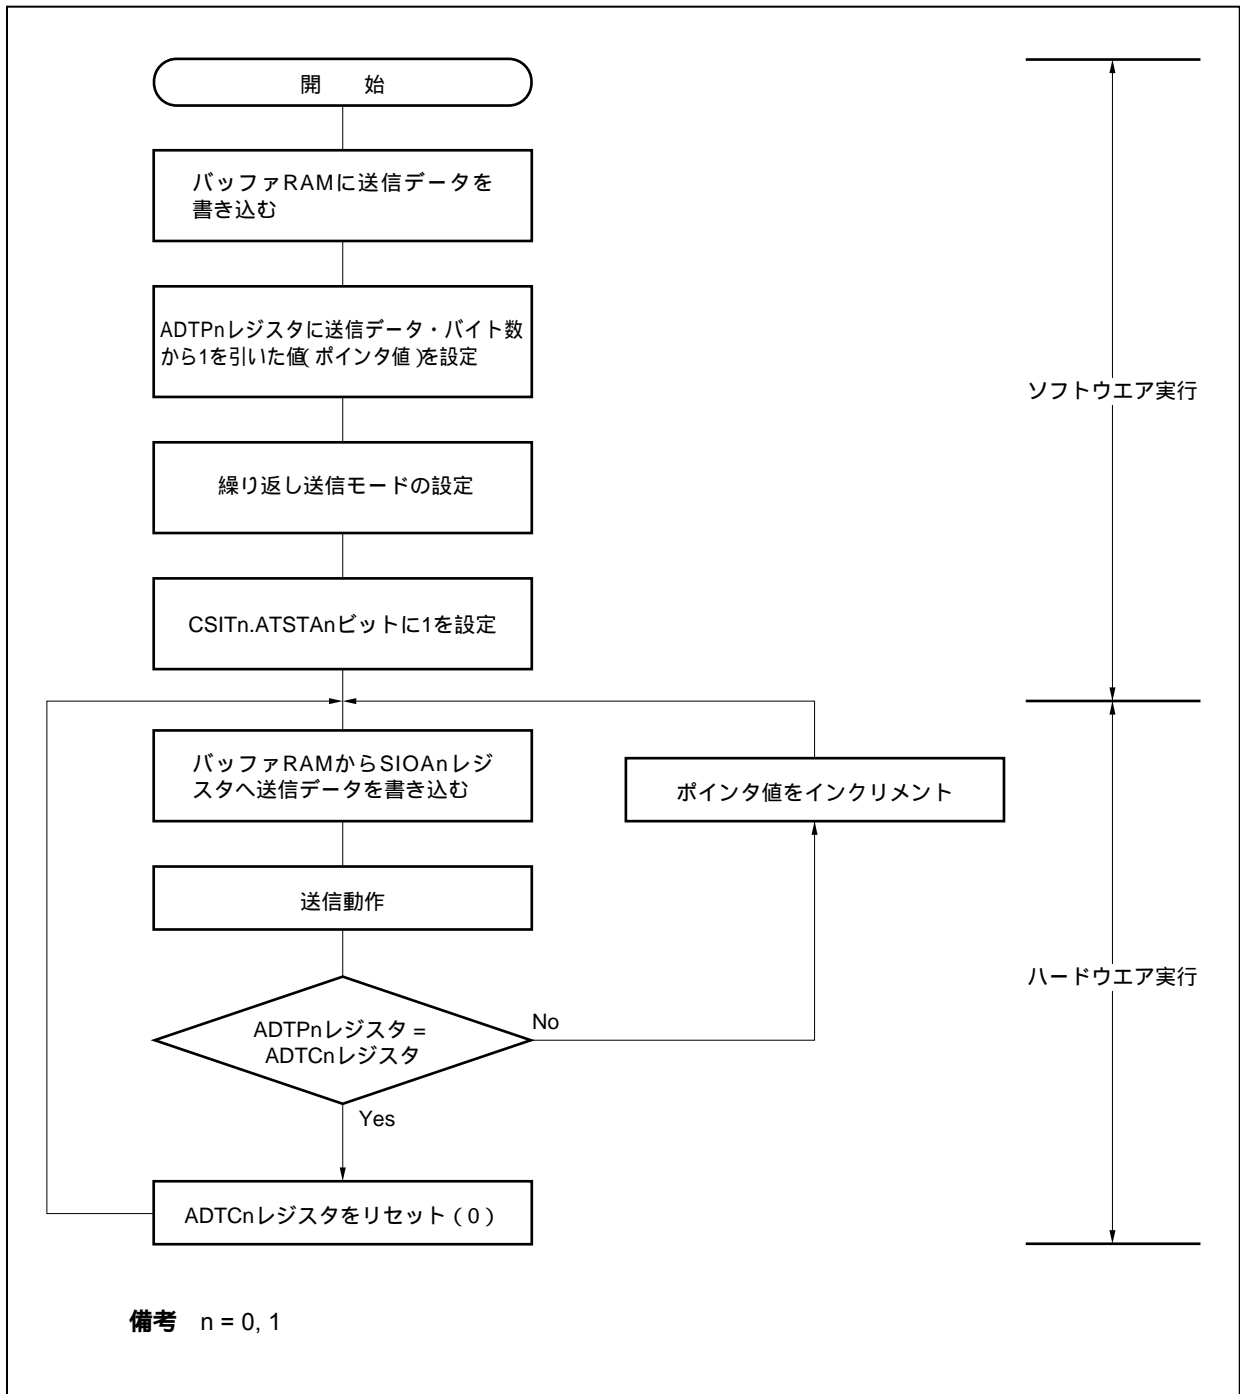 開　始
バッファRAMに送信データを
書き込む
ADTPnレジスタに送信データ・バイト数
から1を引いた値(ポインタ値)を設定
繰り返し送信モードの設定
CSITn.ATSTAnビットに1を設定
ソフトウエア実行
バッファRAMからSIOAnレジ
スタへ送信データを書き込む
ポインタ値をインクリメント
送信動作
ADTPnレジスタ =
ADTCnレジスタ
No
Yes
ハードウエア実行
ADTCnレジスタをリセット(0)
備考　n = 0, 1